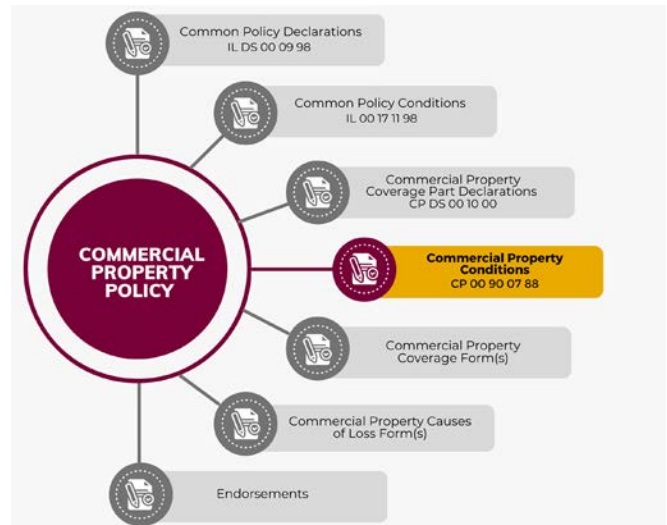 Common Policy Declarations
IL DS 00 09 98
Common Policy Conditions
IL 00 17 11 98
Commercial Property
Coverage Part Declarations
CP DS 00 10 00
COMMERCIAL
PROPERTY
POLICY
Commercial Property
Conditions
CP 00 90 07 88
Commercial Property
Coverage Form(s)
Commercial Property Causes
of Loss Form(s)
Endorsements